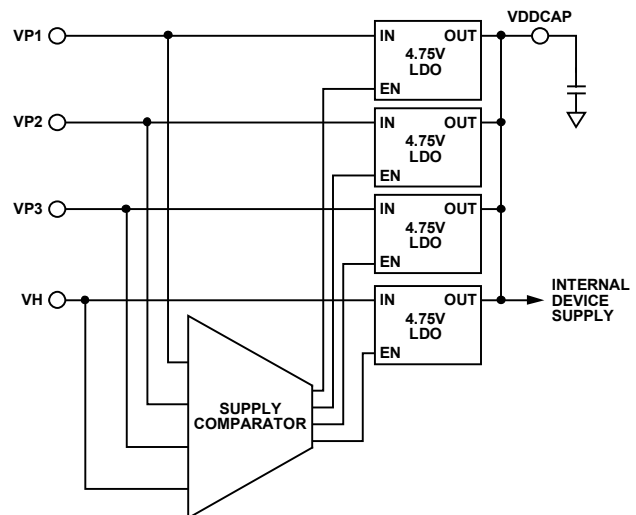 VDDCAP
VP1
IN
OUT
4.75V
LDO
EN
VP2
IN
OUT
4.75V
LDO
EN
VP3
IN
OUT
4.75V
LDO
EN
VH
IN
OUT
4.75V
LDO
EN
INTERNAL
DEVICE
SUPPLY
SUPPLY
COMPARATOR